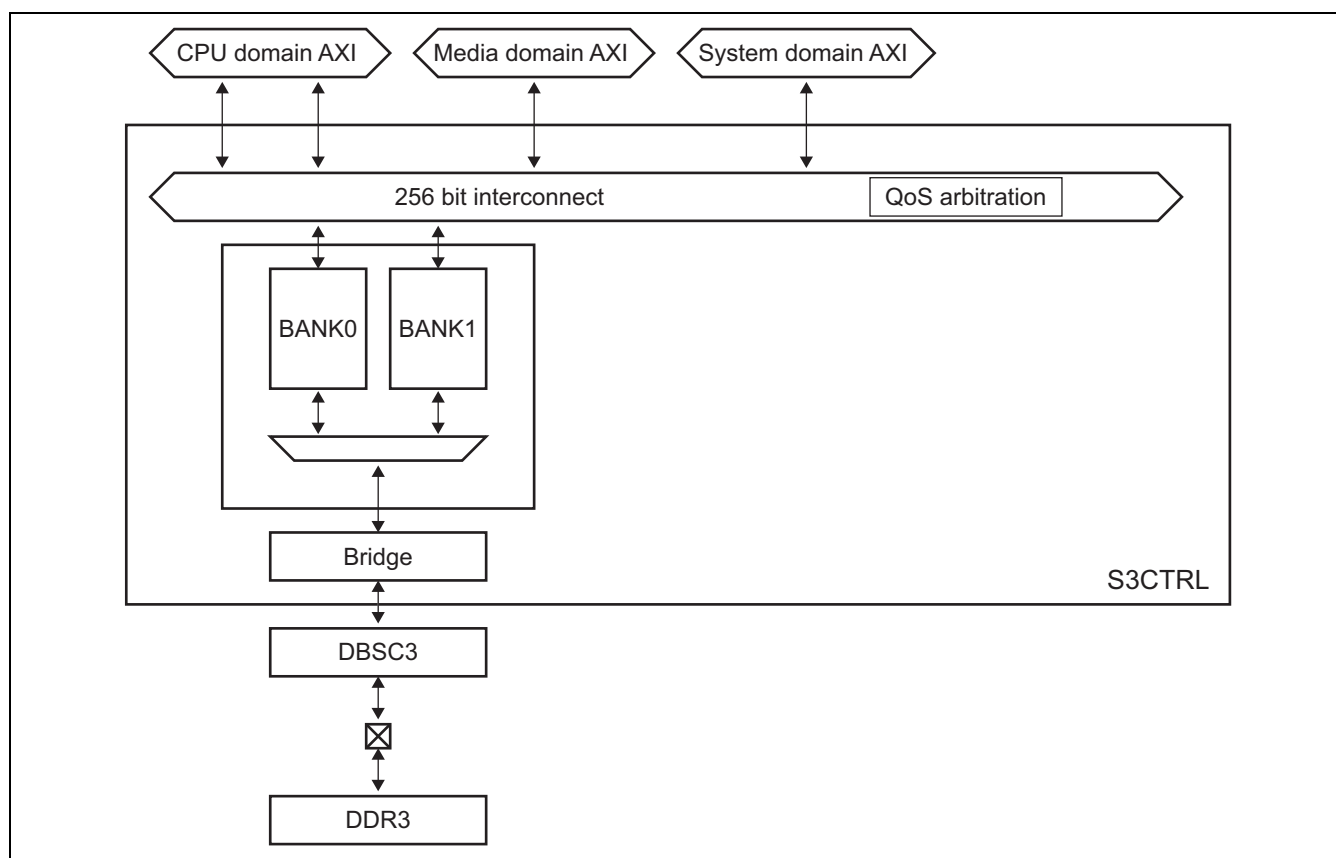 CPU domain AXI
Media domain AXI
System domain AXI
256 bit interconnect
QoS arbitration
BANK0
BANK1
Bridge
S3CTRL
DBSC3
DDR3